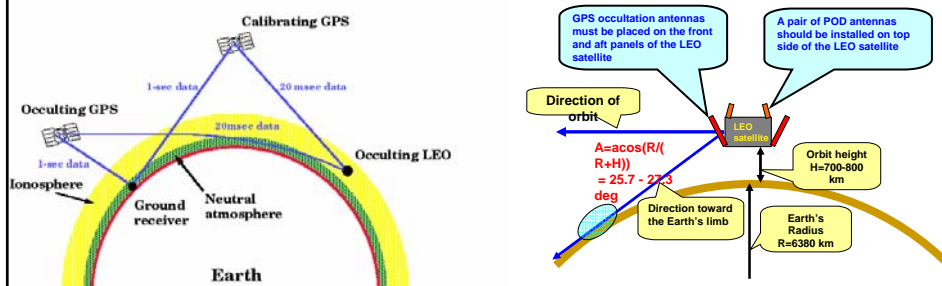 Calibrating GPS
1-sec data
20 msec data
Occulting GPS
20msec data
1-sec data
Occulting LEO
Ionosphere
Ground
receiver
Neutral
atmosphere
Earth
GPS occultation antennas
must be placed on the front
and aft panels of the LEO
satellite
A pair of POD antennas
should be installed on top
side of the LEO satellite
Direction of
orbit
LEO
satellite
A=acos(R/(
R+H))
= 25.7 - 27.3
deg
Orbit height
H=700-800
km
Direction toward
the Earth's limb
Earth's
Radius
R=6380 km